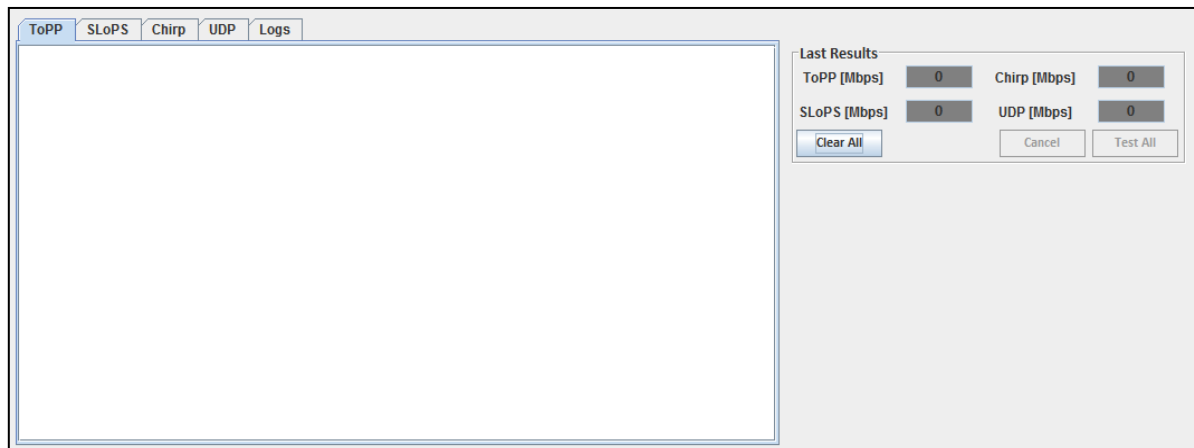 ToPP SLoPS Chirp UDP Logs
Last Results
ToPP [Mbps] 0 Chirp [Mbps] 0
SLoPS [Mbps] 0 UDP [Mbps] 0
Clear All Cancel Test All